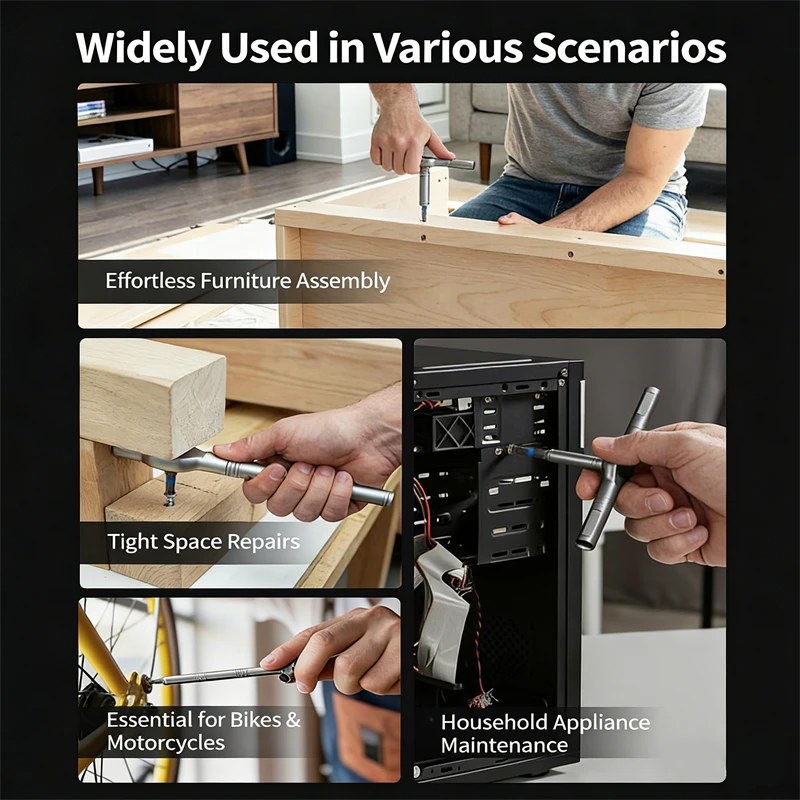 Widely Used in Various Scenarios
Effortless Furniture Assembly
Tight Space Repairs
Essential for Bikes &
Motorcycles
Household Appliance
Maintenance